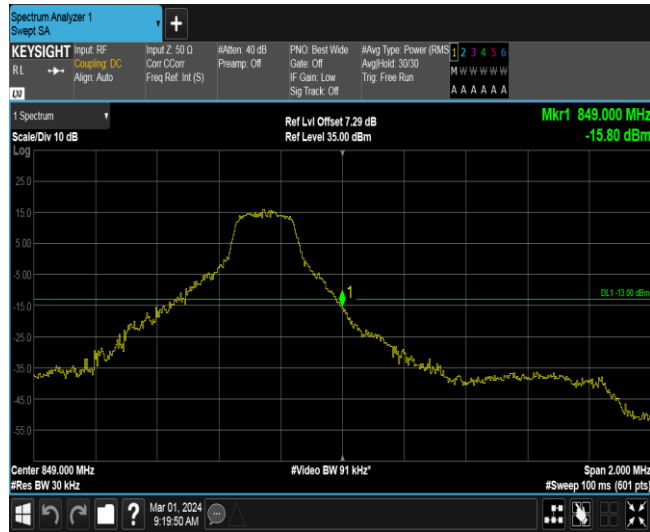 Spectrum Analyzer 1
Swept SA
KEYSIGHT
RL
LXI
Input: RF
Coupling: DC
Align: Auto
Input Z: 50 Ω
Corr CCorr
Freq Ref: Int (S)
#Atten: 40 dB
Preamp: Off
PNO: Best Wide
Gate: Off
IF Gain: Low
Sig Track: Off
#Avg Type: Power (RMS
Avg|Hold: 30/30
Trig: Free Run
1 2 3 4 5 6
M W W W W W
A A A A A A
1 Spectrum
Scale/Div 10 dB
Ref Lvl Offset 7.29 dB
Ref Level 35.00 dBm
Mkr1 849.000 MHz
-15.80 dBm
Log
25.0
15.0
5.00
-5.00
-15.0
-25.0
-35.0
-45.0
-55.0
1
DL1 -13.00 dBm
Center 849.000 MHz
#Video BW 91 kHz*
Span 2.000 MHz
#Res BW 30 kHz
#Sweep 100 ms (601 pts)
Mar 01, 2024
9:19:50 AM